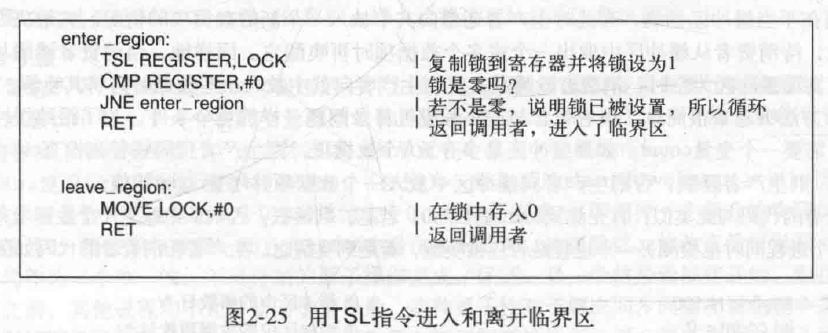 enter_region:
TSL REGISTER,LOCK | 复制锁到寄存器并将锁设为1
CMP REGISTER,#0 | 锁是零吗?
JNE enter_region | 若不是零，说明锁已被设置，所以循环
RET | 返回调用者，进入了临界区
leave_region:
MOVE LOCK,#0 | 在锁中存入0
RET | 返回调用者
图2-25 用TSL指令进入和离开临界区